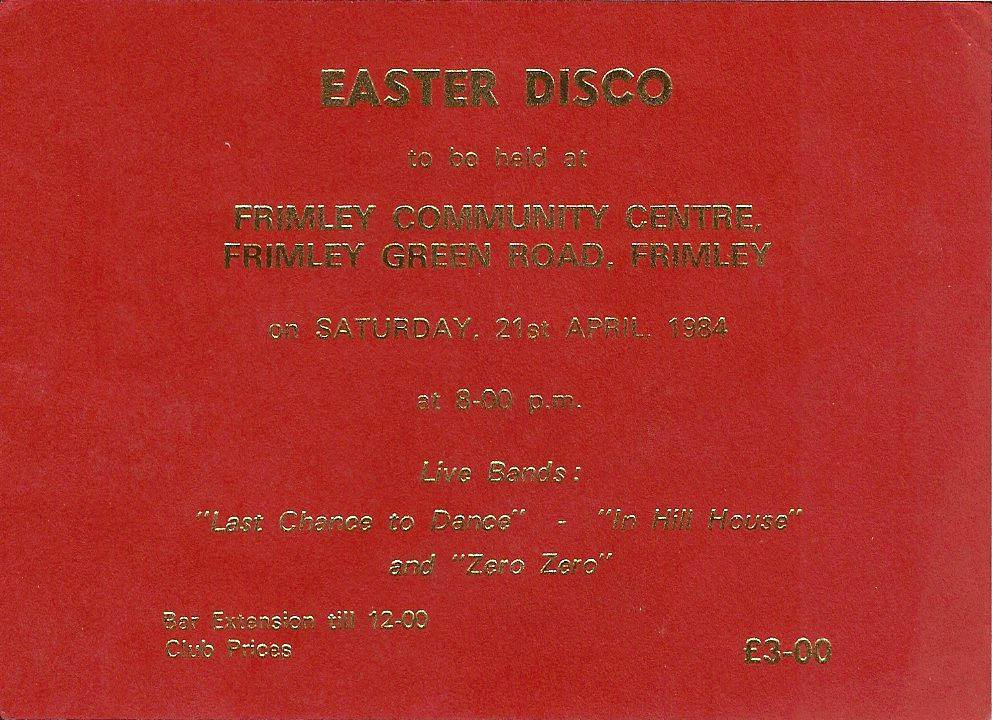 EASTER DISCO
to be held at
FRIMLEY COMMUNITY CENTRE,
FRIMLEY GREEN ROAD, FRIMLEY
on SATURDAY, 21st APRIL, 1984
at 8-00 p.m.
Live Bands:
"Last Chance to Dance" - "In Hill House"
and "Zero Zero"
Bar Extension till 12-00
Club Prices
£3-00